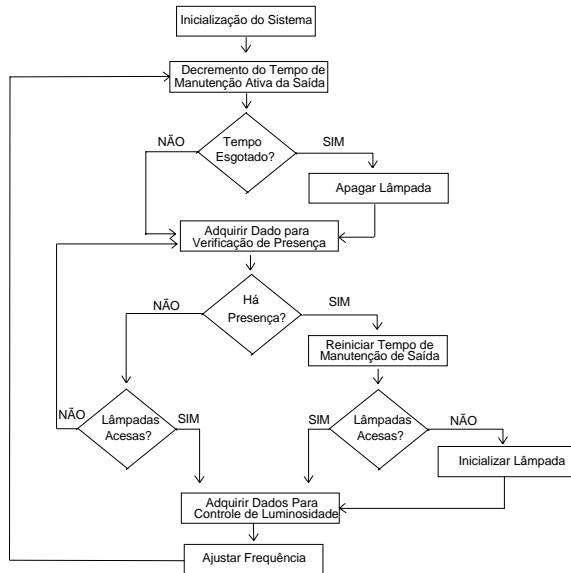 Inicialização do Sistema
Decremento do Tempo de
Manutenção Ativa da Saída
NÃO
Tempo
Esgotado?
SIM
Apagar Lâmpada
Adquirir Dado para
Verificação de Presença
NÃO
Há
Presença?
SIM
Reiniciar Tempo de
Manutenção de Saída
NÃO
Lâmpadas
Acesas?
SIM
SIM
Lâmpadas
Acesas?
NÃO
Inicializar Lâmpada
Adquirir Dados Para
Controle de Luminosidade
Ajustar Frequência